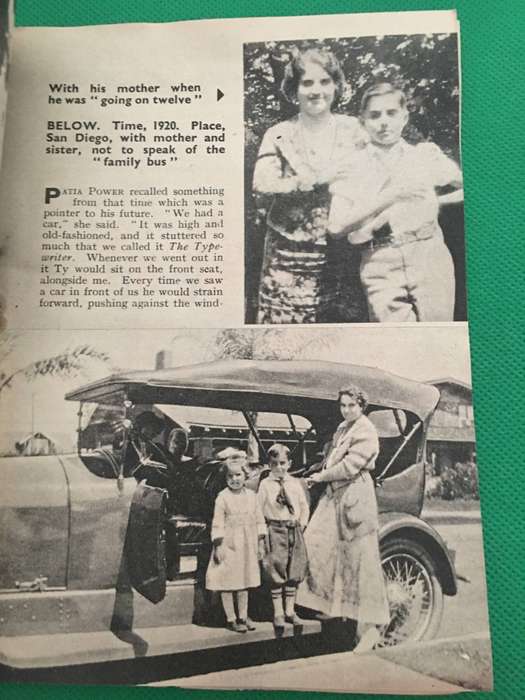 With his mother when
he was "going on twelve"
BELOW. Time, 1920. Place,
San Diego, with mother and
sister, not to speak of the
"family bus"
PATIA POWER recalled something
from that time which was a
pointer to his future. "We had a
car," she said. "It was high and
old-fashioned, and it stuttered so
much that we called it The Type-
writer. Whenever we went out in
it Ty would sit on the front seat,
alongside me. Every time we saw
a car in front of us he would strain
forward, pushing against the wind-